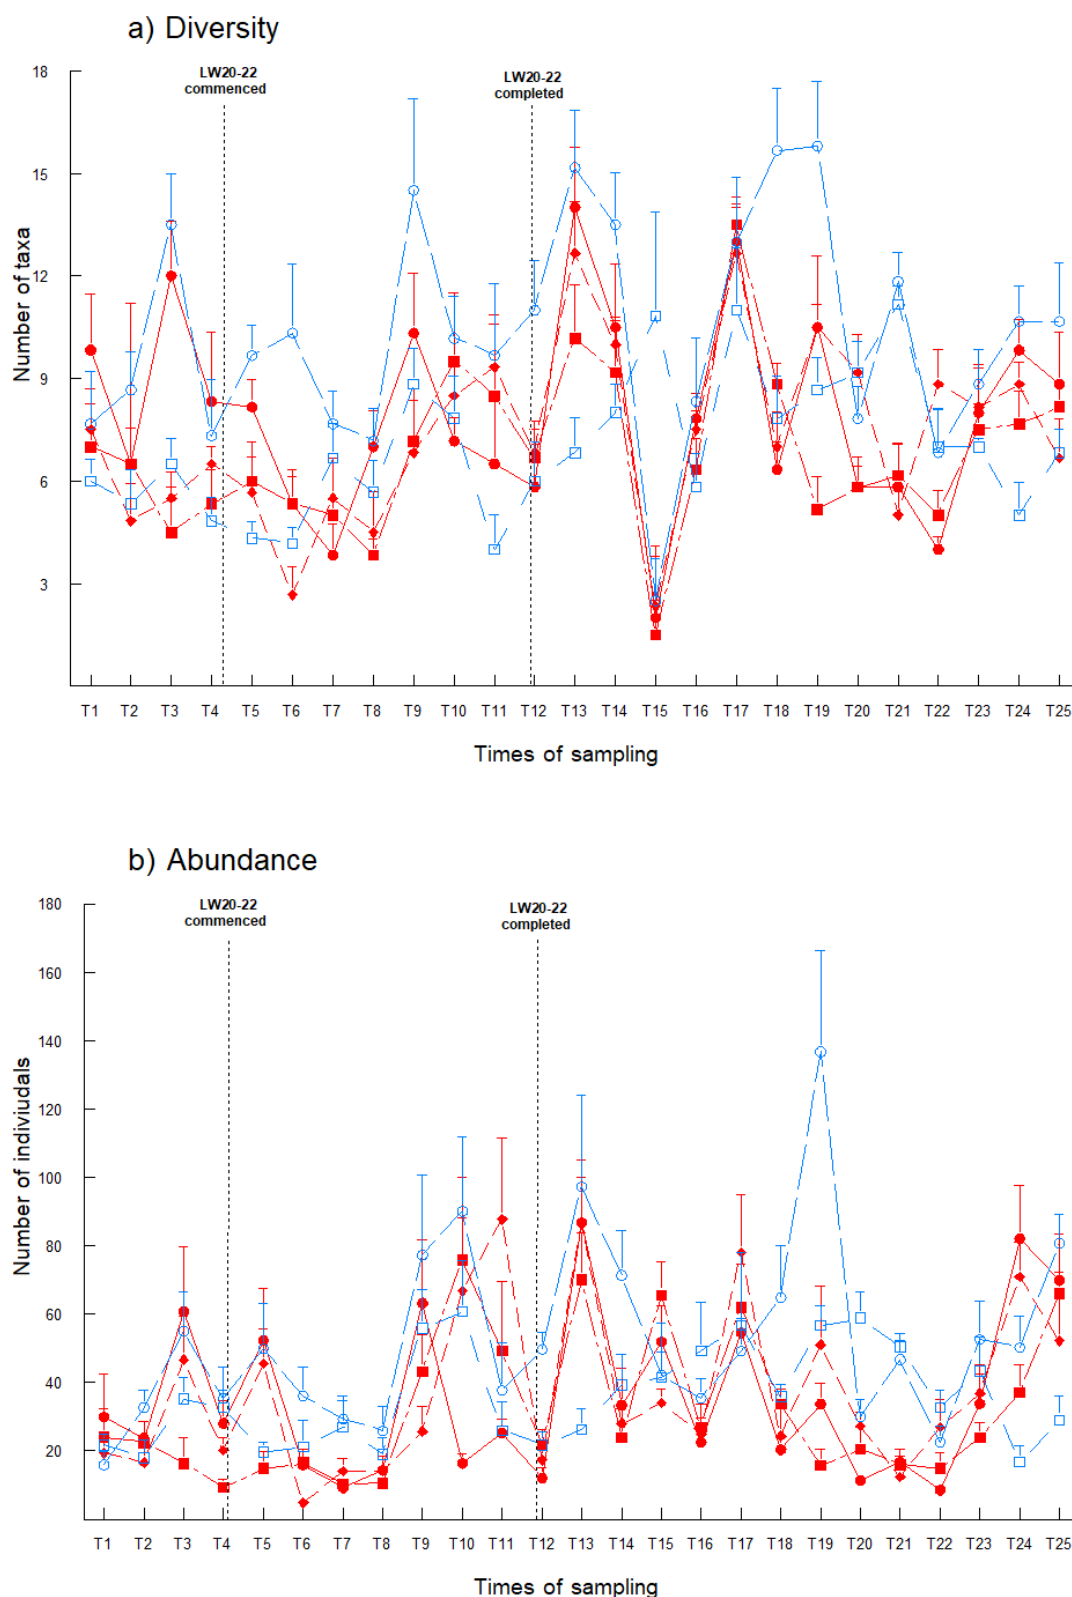 a) Diversity
LW20-22
commenced
LW20-22
completed
18
15
12
9
6
3
Number of taxa
T1 T2 T3 T4 T5 T6 T7 T8 T9 T10 T11 T12 T13 T14 T15 T16 T17 T18 T19 T20 T21 T22 T23 T24 T25
Times of sampling
b) Abundance
LW20-22
commenced
LW20-22
completed
180
160
140
120
100
80
60
40
20
Number of indiviudals
T1 T2 T3 T4 T5 T6 T7 T8 T9 T10 T11 T12 T13 T14 T15 T16 T17 T18 T19 T20 T21 T22 T23 T24 T25
Times of sampling